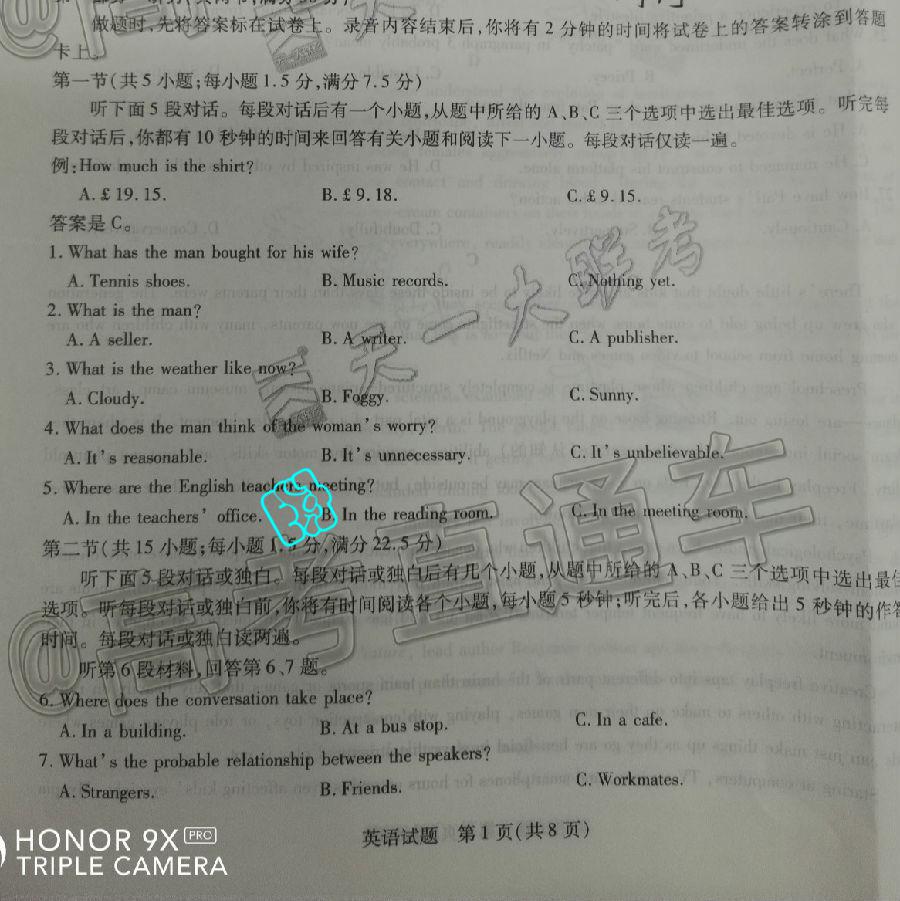 做题时,先将答案标在试卷上。录音内容结束后,你将有 2 分钟的时间将试卷上的答案转涂到答题
卡上。
第一节(共 5 小题;每小题 1.5 分,满分 7.5 分)
听下面 5 段对话。每段对话后有一个小题,从题中所给的 A、B、C 三个选项中选出最佳选项。听完每
段对话后,你都有 10 秒钟的时间来回答有关小题和阅读下一小题。每段对话仅读一遍。
例:How much is the shirt?
A. £ 19. 15. B. £ 9. 18. C. £ 9. 15.
答案是 C。
1. What has the man bought for his wife?
A. Tennis shoes. B. Music records. C. Nothing yet.
2. What is the man?
A. A seller. B. A writer. C. A publisher.
3. What is the weather like now?
A. Cloudy. B. Foggy. C. Sunny.
4. What does the man think of the woman's worry?
A. It's reasonable. B. It's unnecessary. C. It's unbelievable.
5. Where are the English teachers meeting?
A. In the teachers' office. B. In the reading room. C. In the meeting room.
第二节(共 15 小题;每小题 1.5 分,满分 22.5 分)
听下面 5 段对话或独白。每段对话或独白后有几个小题,从题中所给的 A、B、C 三个选项中选出最佳
选项。听每段对话或独白前,你将有时间阅读各个小题,每小题 5 秒钟;听完后,各小题给出 5 秒钟的作答
时间。每段对话或独白读两遍。
听第 6 段材料,回答第 6、7 题。
6. Where does the conversation take place?
A. In a building. B. At a bus stop. C. In a cafe.
7. What's the probable relationship between the speakers?
A. Strangers. B. Friends. C. Workmates.
英语试题 第 1 页(共 8 页)
天一大联考
@高考直通车
HONOR 9X PRO
TRIPLE CAMERA